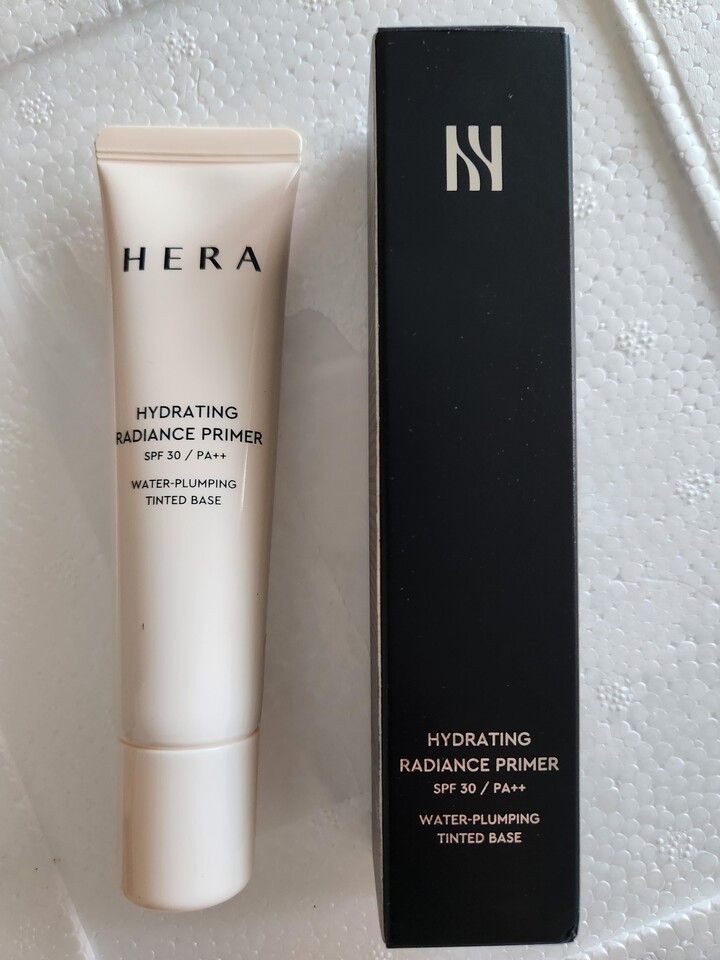 HERA
HYDRATING
RADIANCE PRIMER
SPF 30 / PA++
WATER-PLUMPING
TINTED BASE
HYDRATING
RADIANCE PRIMER
SPF 30 / PA++
WATER-PLUMPING
TINTED BASE